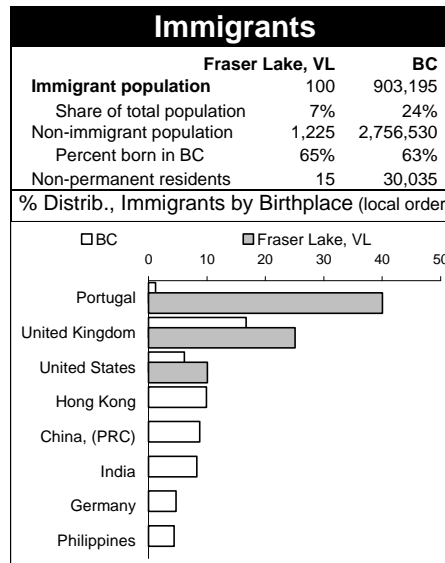 Immigrants
Fraser Lake, VL BC
Immigrant population 100 903,195
Share of total population 7% 24%
Non-immigrant population 1,225 2,756,530
Percent born in BC 65% 63%
Non-permanent residents 15 30,035
% Distrib., Immigrants by Birthplace (local order
BC Fraser Lake, VL
0 10 20 30 40 50
Portugal
United Kingdom
United States
Hong Kong
China, (PRC)
India
Germany
Philippines